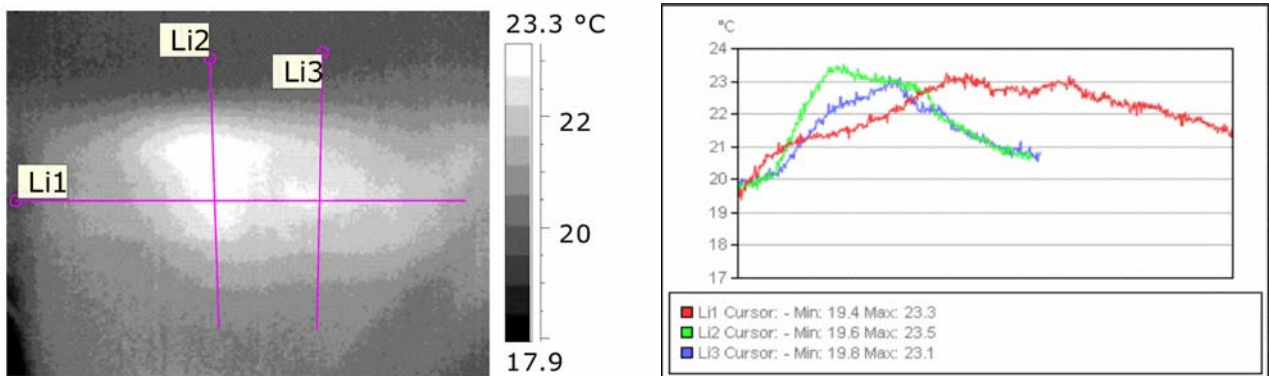 Li2
Li3
Li1
23.3 °C
22
20
17.9
°C
24
23
22
21
20
19
18
17
Li1 Cursor: - Min: 19.4 Max: 23.3
Li2 Cursor: - Min: 19.6 Max: 23.5
Li3 Cursor: - Min: 19.8 Max: 23.1